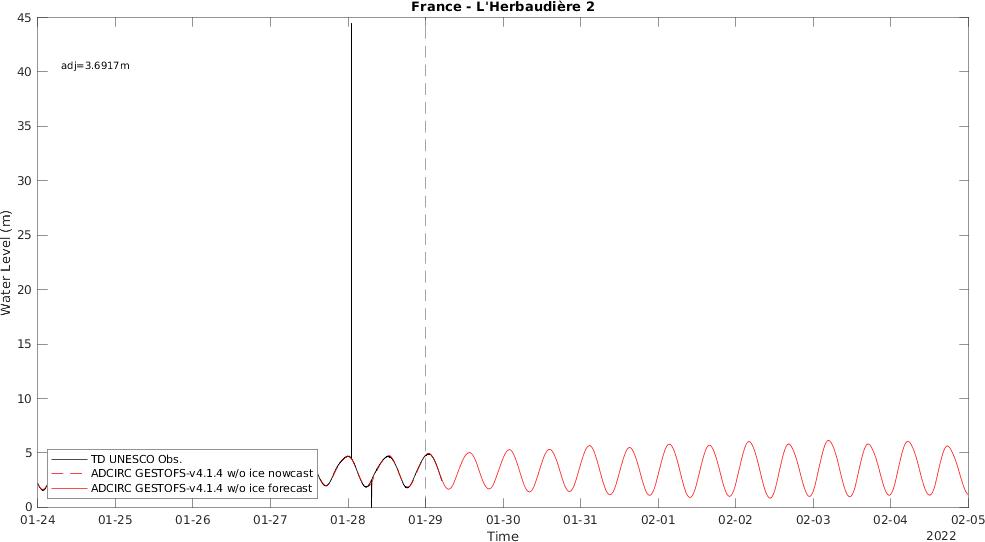 France - L'Herbaudière 2
45
40
35
30
25
20
15
10
5
0
adj=3.6917m
Water Level (m)
TD UNESCO Obs.
ADCIRC GESTOFS-v4.1.4 w/o ice nowcast
ADCIRC GESTOFS-v4.1.4 w/o ice forecast
01-24 01-25 01-26 01-27 01-28 01-29 01-30 01-31 02-01 02-02 02-03 02-04 02-05
Time
2022